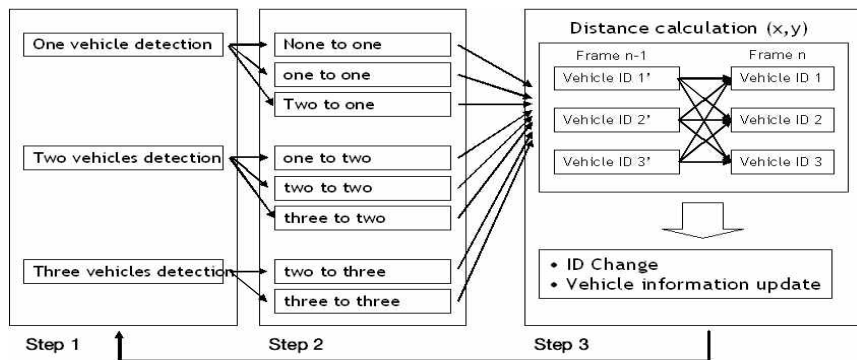 One vehicle detection
Two vehicles detection
Three vehicles detection
Step 1
None to one
one to one
Two to one
one to two
two to two
three to two
two to three
three to three
Step 2
Distance calculation (x,y)
Frame n-1
Frame n
Vehicle ID 1'
Vehicle ID 1
Vehicle ID 2'
Vehicle ID 2
Vehicle ID 3'
Vehicle ID 3
• ID Change
• Vehicle information update
Step 3